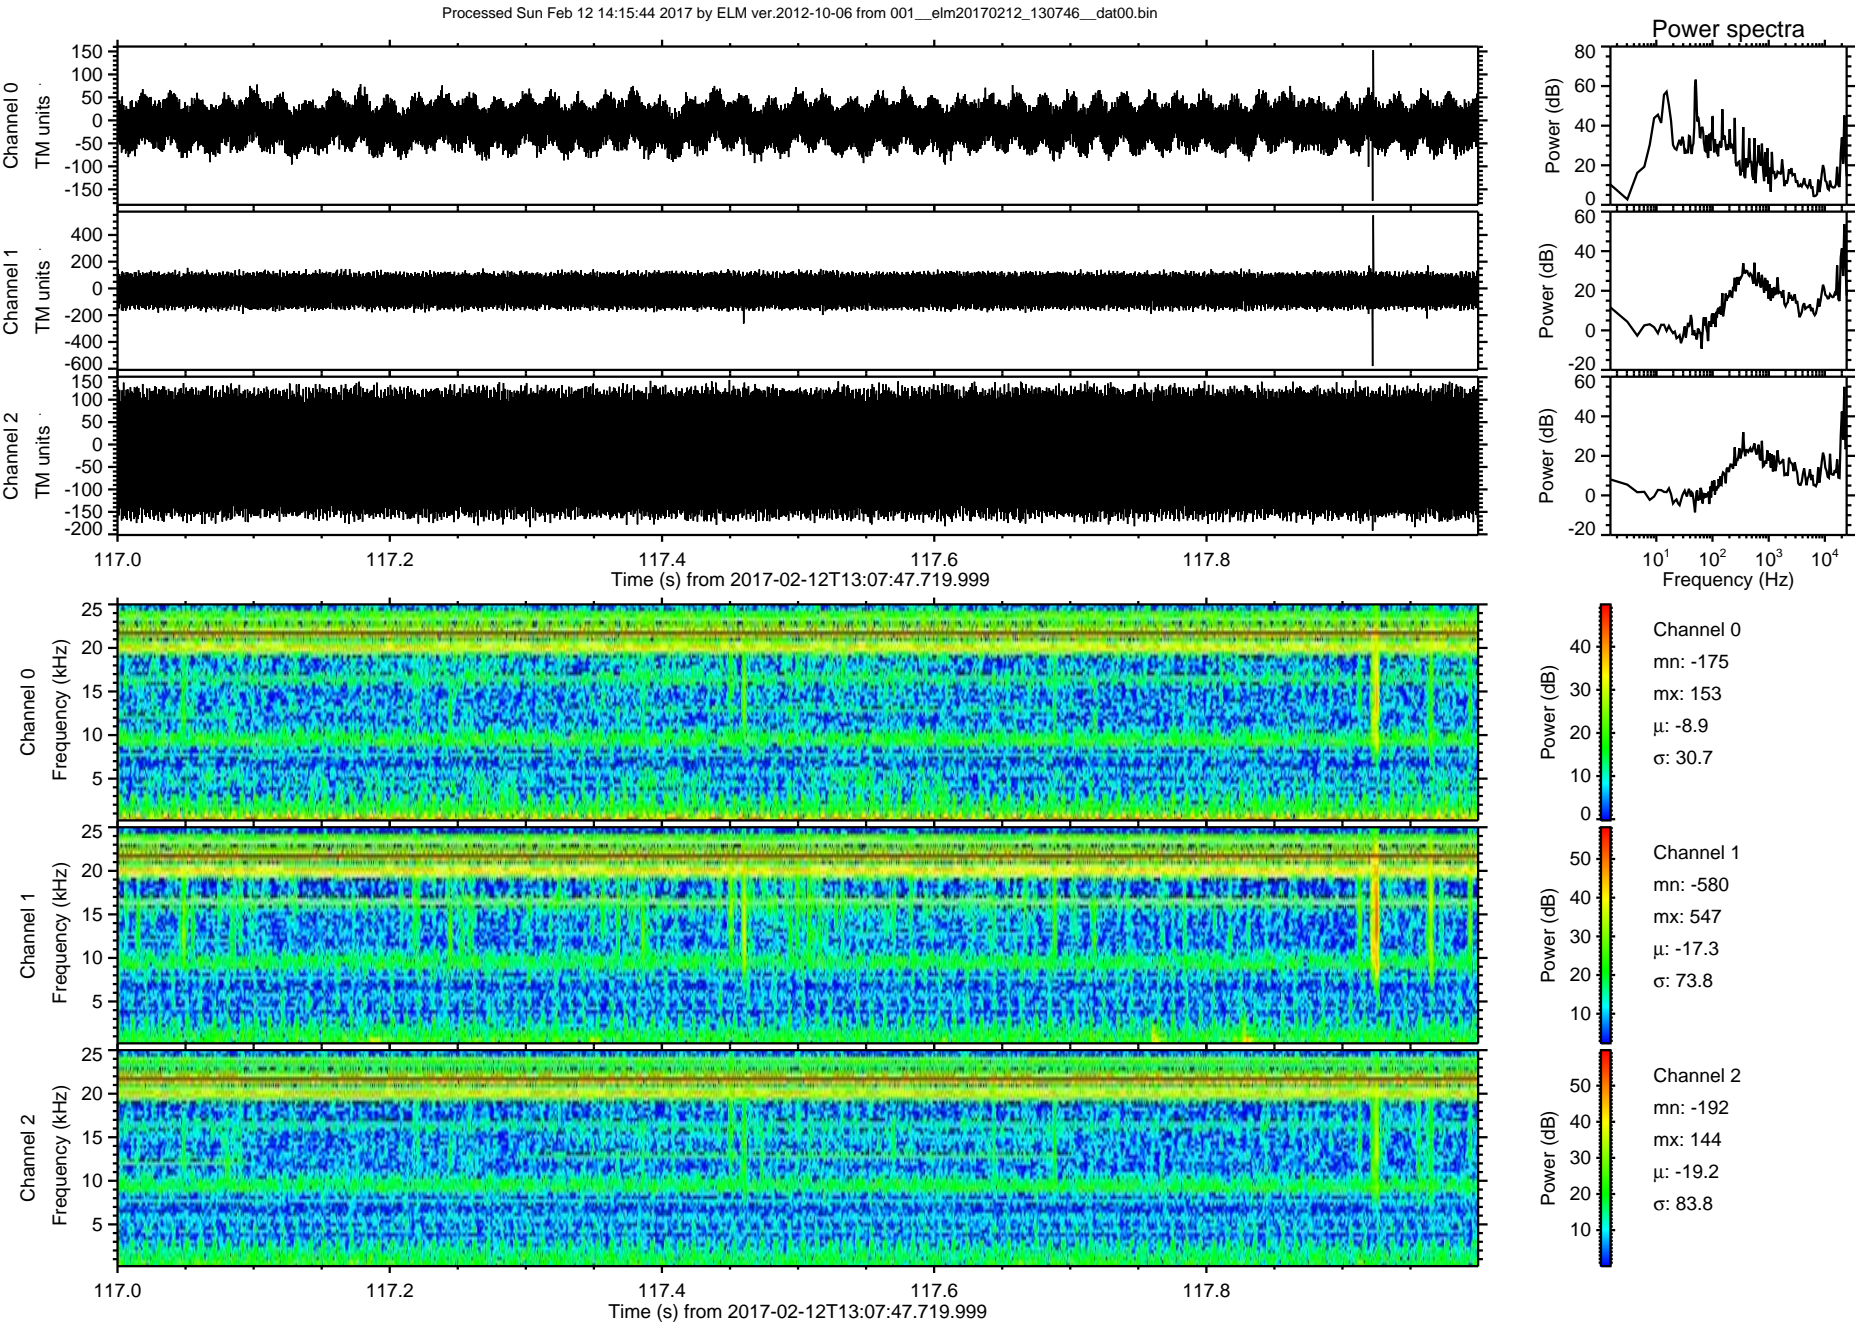 Processed Sun Feb 12 14:15:44 2017 by ELM ver.2012-10-06 from 001__elm20170212_130746__dat00.bin
Power spectra
Channel 0
TM units
150
100
50
0
-50
-100
-150
Power (dB)
80
60
40
20
0
Channel 1
TM units
400
200
0
-200
-400
-600
Power (dB)
60
40
20
0
-20
Channel 2
TM units
150
100
50
0
-50
-100
-150
-200
Power (dB)
60
40
20
0
-20
117.0 117.2 117.4 117.6 117.8
Time (s) from 2017-02-12T13:07:47.719.999
10^1 10^2 10^3 10^4
Frequency (Hz)
Channel 0
Frequency (kHz)
25
20
15
10
5
Power (dB)
40
30
20
10
0
Channel 0
mn: -175
mx: 153
μ: -8.9
σ: 30.7
Channel 1
Frequency (kHz)
25
20
15
10
5
Power (dB)
50
40
30
20
10
Channel 1
mn: -580
mx: 547
μ: -17.3
σ: 73.8
Channel 2
Frequency (kHz)
25
20
15
10
5
Power (dB)
50
40
30
20
10
Channel 2
mn: -192
mx: 144
μ: -19.2
σ: 83.8
117.0 117.2 117.4 117.6 117.8
Time (s) from 2017-02-12T13:07:47.719.999